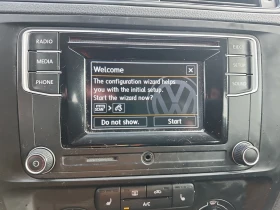 RADIO
MEDIA
PHONE
Welcome
The configuration wizard helps
you with the initial setup.
Start the wizard now?
Do not show.
Start
A/C